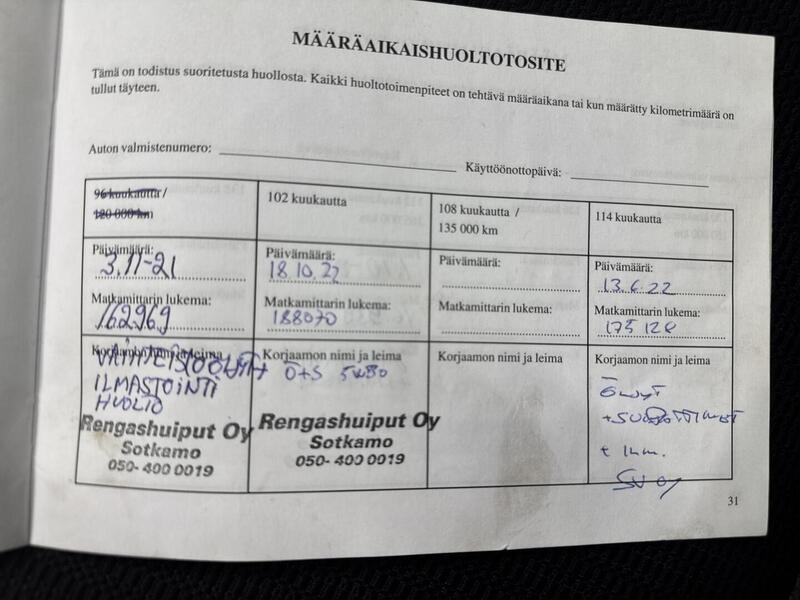 MÄÄRÄAIKAISHUOLTOTOSITE
Tämä on todistus suoritetusta huollosta. Kaikki huoltotoimenpiteet on tehtävä määräaikana tai kun määrätty kilometrimäärä on
tullut täyteen.
Auton valmistenumero:
Käyttöönottopäivä:
96 kuukautta /
120 000 km
Päivämäärä:
3.11-21
Matkamittarin lukema:
162969
Korjaamon nimi ja leima
ILMASTOINTI
HUOLTO
Rengashuiput Oy
Sotkamo
050- 400 0019
102 kuukautta
Päivämäärä:
18.10.22
Matkamittarin lukema:
188070
Korjaamon nimi ja leima
Ö+S 5W30
Rengashuiput Oy
Sotkamo
050- 400 0019
108 kuukautta /
135 000 km
Päivämäärä:
Matkamittarin lukema:
Korjaamon nimi ja leima
114 kuukautta
Päivämäärä:
13.6.22
Matkamittarin lukema:
175 128
Korjaamon nimi ja leima
31